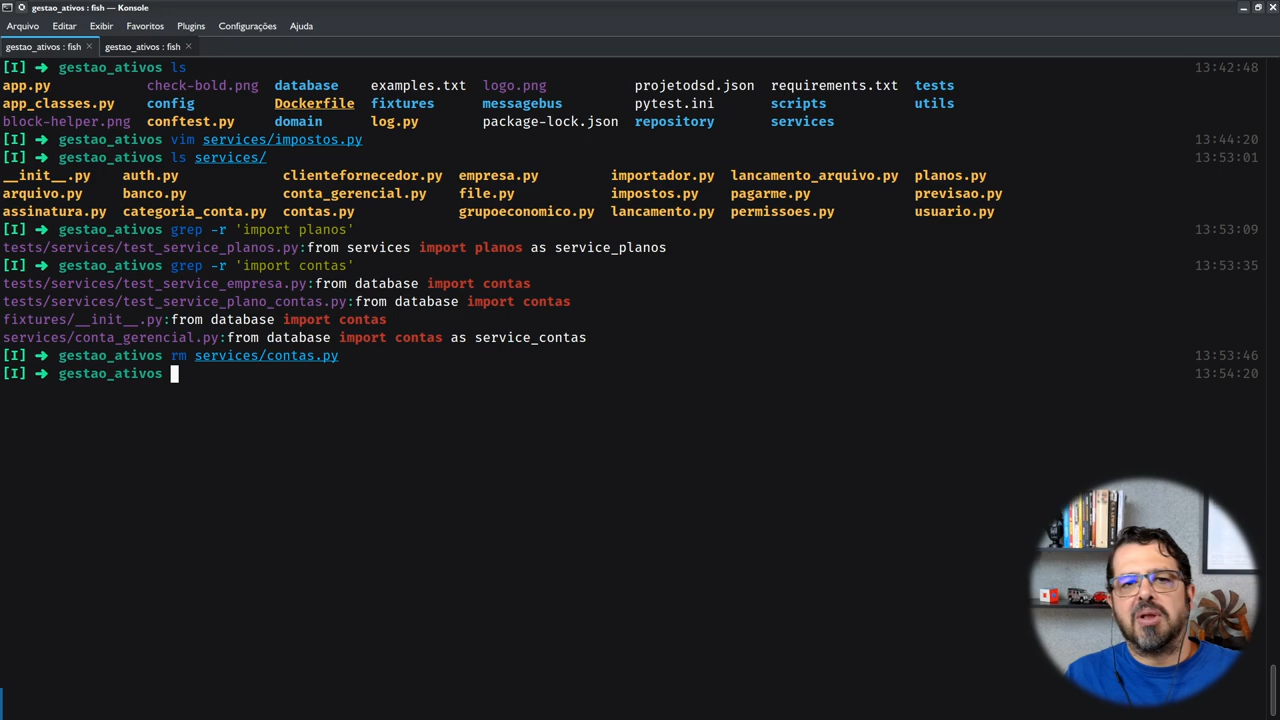 gestao_ativos : fish — Konsole
Arquivo Editar Exibir Favoritos Plugins Configurações Ajuda
gestao_ativos : fish × gestao_ativos : fish ×
[I] ➜ gestao_ativos ls 13:42:48
app.py check-bold.png database examples.txt logo.png projetodsd.json requirements.txt tests
app_classes.py config Dockerfile fixtures messagebus pytest.ini scripts utils
block-helper.png conftest.py domain log.py package-lock.json repository services
[I] ➜ gestao_ativos vim services/impostos.py 13:44:20
[I] ➜ gestao_ativos ls services/ 13:53:01
__init__.py auth.py clientefornecedor.py empresa.py importador.py lancamento_arquivo.py planos.py
arquivo.py banco.py conta_gerencial.py file.py impostos.py pagarme.py previsao.py
assinatura.py categoria_conta.py contas.py grupoeconomico.py lancamento.py permissoes.py usuario.py
[I] ➜ gestao_ativos grep -r 'import planos' 13:53:09
tests/services/test_service_planos.py:from services import planos as service_planos
[I] ➜ gestao_ativos grep -r 'import contas' 13:53:35
tests/services/test_service_empresa.py:from database import contas
tests/services/test_service_plano_contas.py:from database import contas
fixtures/__init__.py:from database import contas
services/conta_gerencial.py:from database import contas as service_contas
[I] ➜ gestao_ativos rm services/contas.py 13:53:46
[I] ➜ gestao_ativos 13:54:20